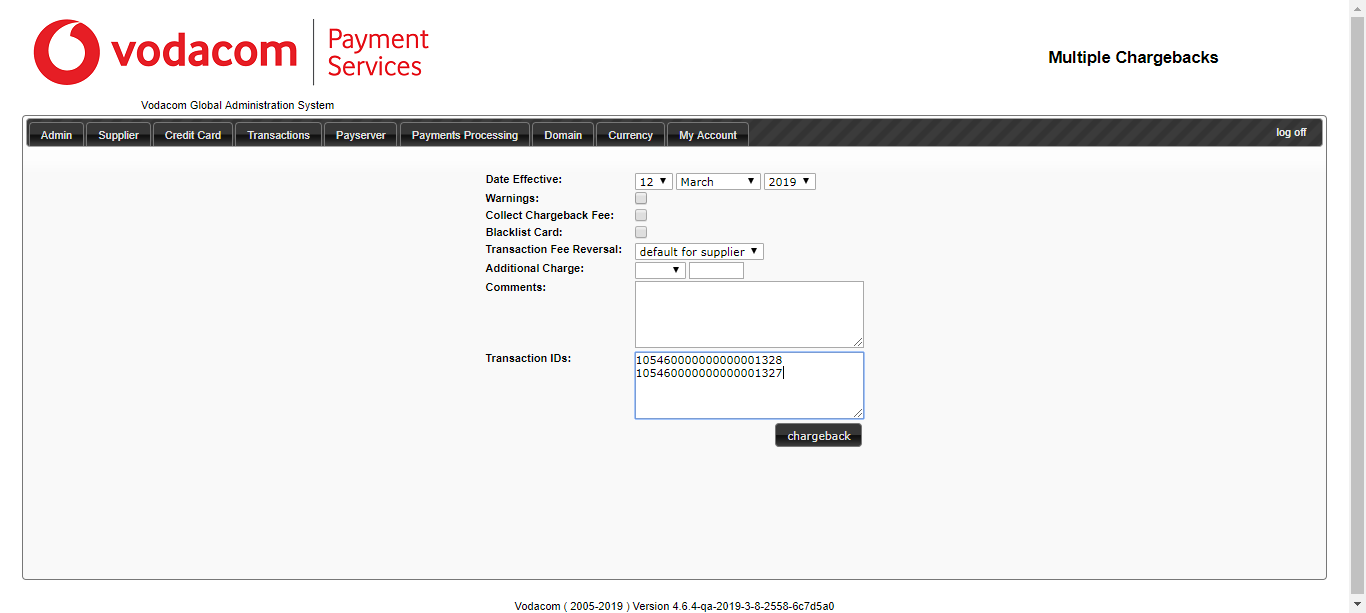 vodacom
Payment
Services
Multiple Chargebacks
Vodacom Global Administration System
Admin Supplier Credit Card Transactions Payserver Payments Processing Domain Currency My Account log off
Date Effective: 12 March 2019
Warnings:
Collect Chargeback Fee:
Blacklist Card:
Transaction Fee Reversal: default for supplier
Additional Charge:
Comments:
Transaction IDs: 105460000000000001328
105460000000000001327
chargeback
Vodacom ( 2005-2019 ) Version 4.6.4-qa-2019-3-8-2558-6c7d5a0